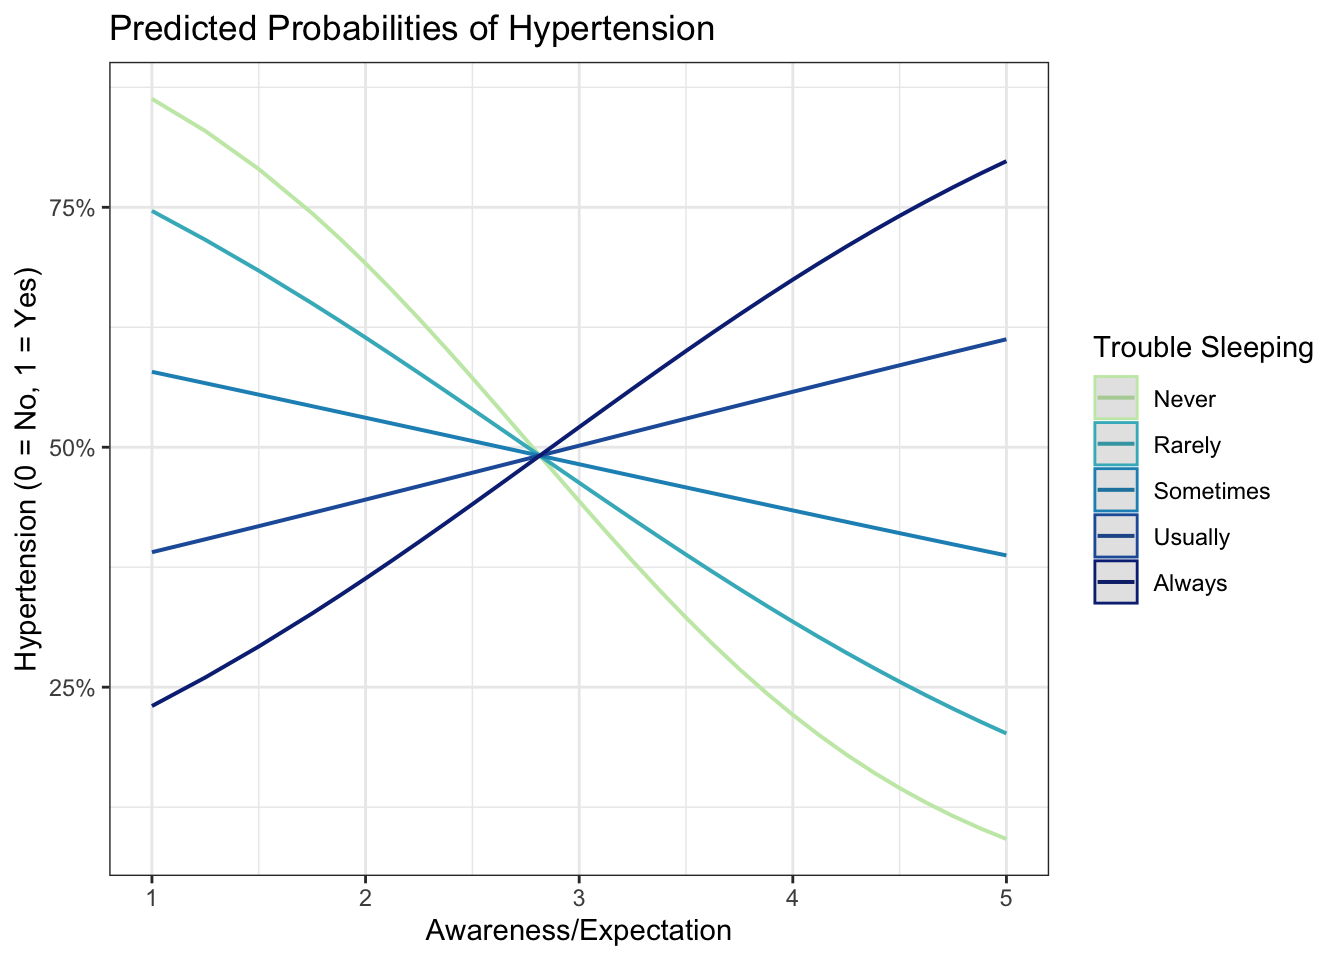 Predicted Probabilities of Hypertension
Hypertension (0 = No, 1 = Yes)
75%
50%
25%
1 2 3 4 5
Awareness/Expectation
Trouble Sleeping
Never
Rarely
Sometimes
Usually
Always